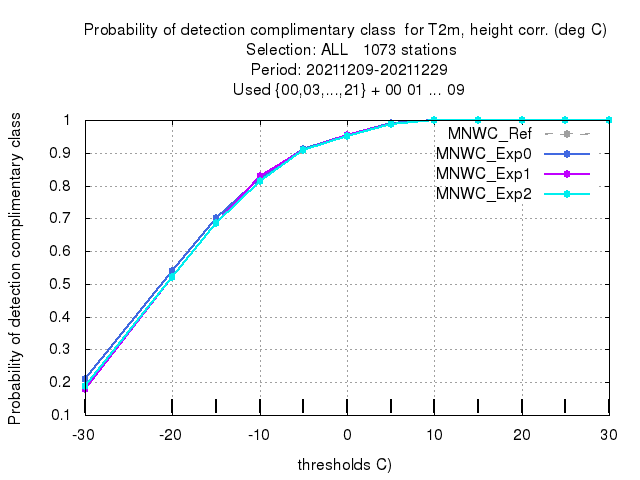 Probability of detection complimentary class for T2m, height corr. (deg C)
Selection: ALL 1073 stations
Period: 20211209-20211229
Used {00,03,...,21} + 00 01 ... 09
Probability of detection complimentary class
1
0.9
0.8
0.7
0.6
0.5
0.4
0.3
0.2
0.1
MNWC_Ref
MNWC_Exp0
MNWC_Exp1
MNWC_Exp2
-30 -20 -10 0 10 20 30
thresholds C)